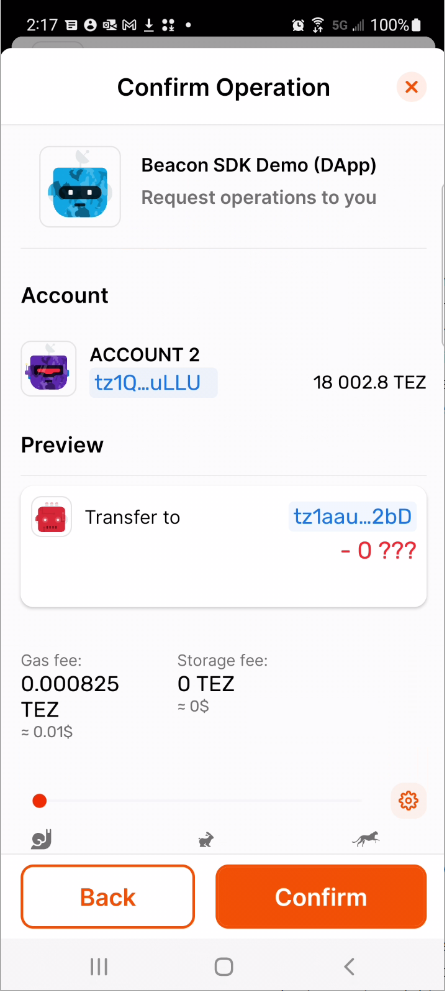 2:17 5G 100%
Confirm Operation
Beacon SDK Demo (DApp)
Request operations to you
Account
ACCOUNT 2
tz1Q...uLLU
18 002.8 TEZ
Preview
Transfer to
tz1aau...2bD
- 0 ???
Gas fee:
0.000825
TEZ
≈ 0.01$
Storage fee:
0 TEZ
≈ 0$
Back
Confirm